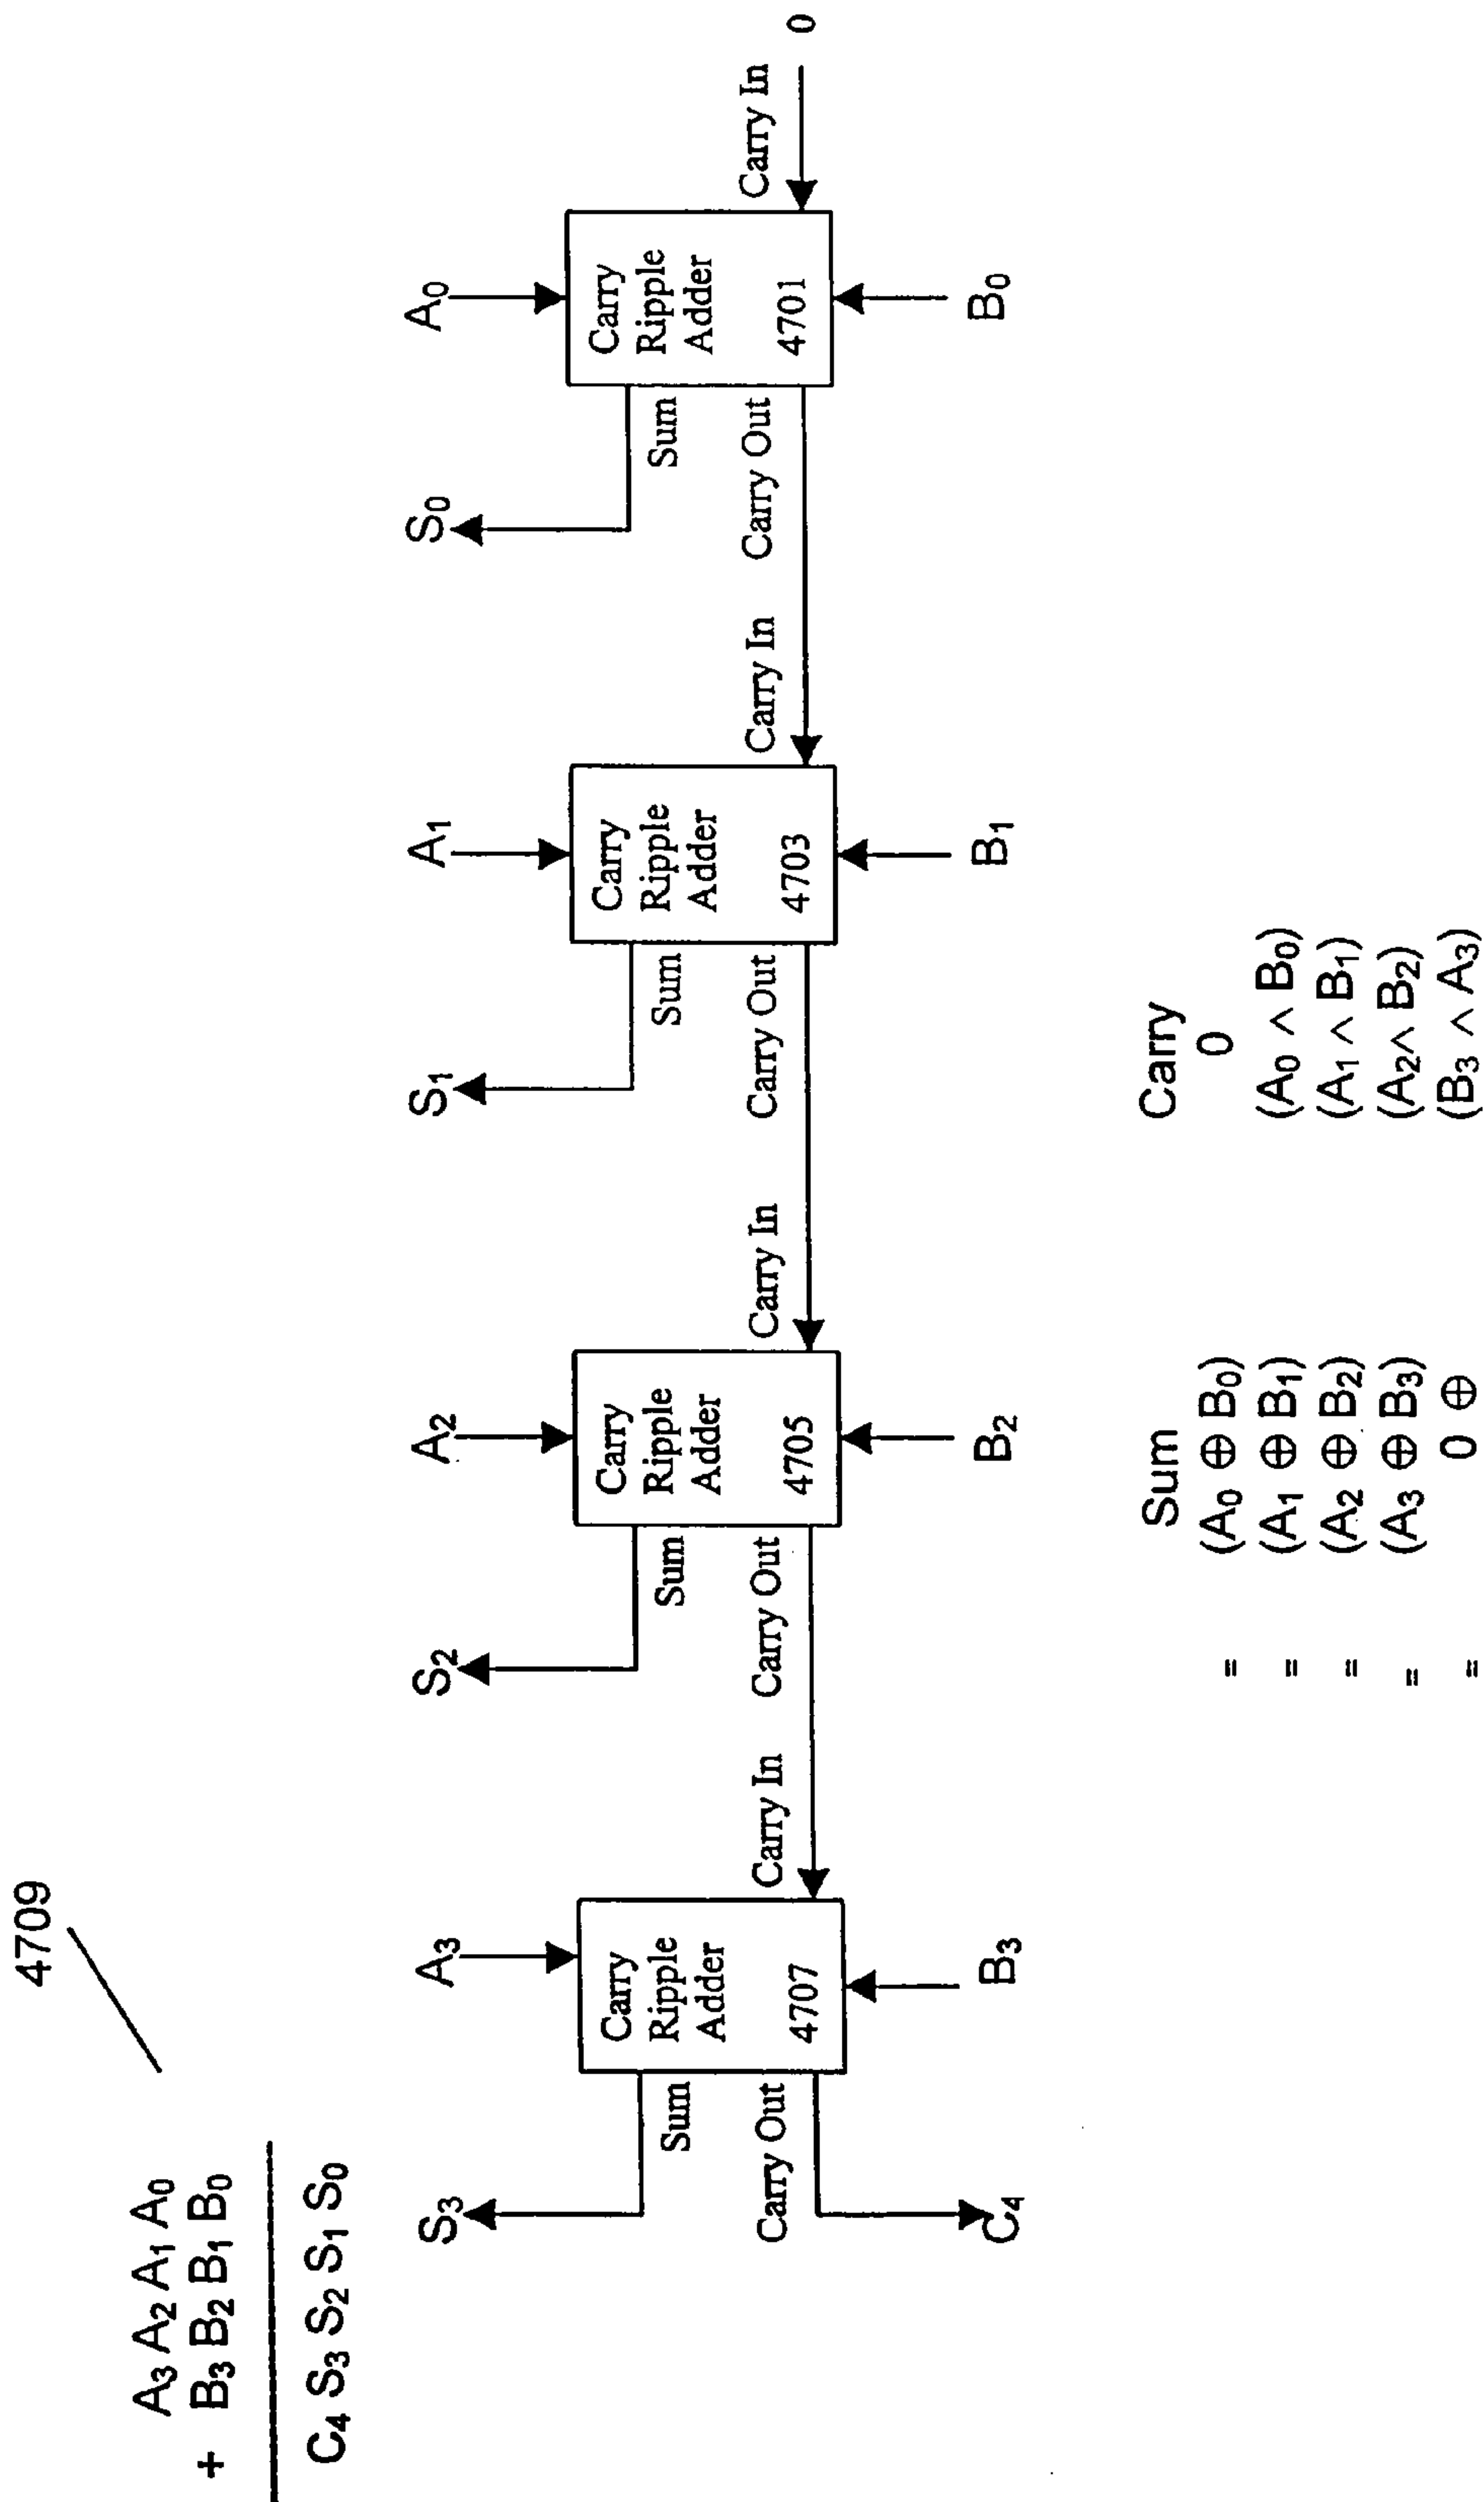 4709
A3 A2 A1 A0
+ B3 B2 B1 B0
C4 S3 S2 S1 S0
S3 A3 S2 A2 S1 A1 S0 A0
Carry
Ripple
Adder
4707
Sum
Carry Out
Carry In
Carry
Ripple
Adder
4705
Sum
Carry Out
Carry In
Carry
Ripple
Adder
4703
Sum
Carry Out
Carry In
Carry
Ripple
Adder
4701
Sum
Carry Out
Carry In
0
C4 B3 B2 B1 B0
Sum Carry
= (A0 ⊕ B0) 0
= (A1 ⊕ B1) (A0 ^ B0)
= (A2 ⊕ B2) (A1 ^ B1)
= (A3 ⊕ B3) (A2 ^ B2)
= 0 ⊕ (B3 ^ A3)